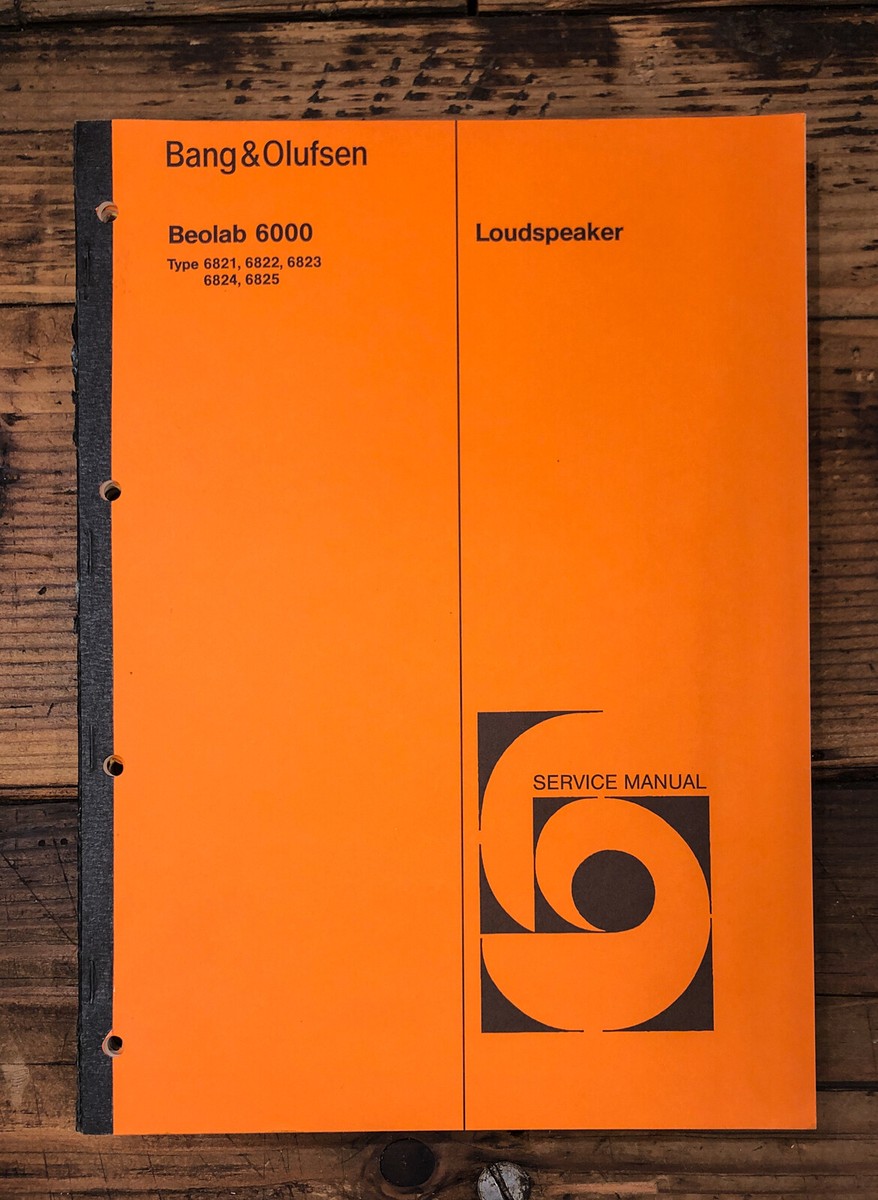 Bang&Olufsen
Beolab 6000
Type 6821, 6822, 6823
6824, 6825
Loudspeaker
SERVICE MANUAL